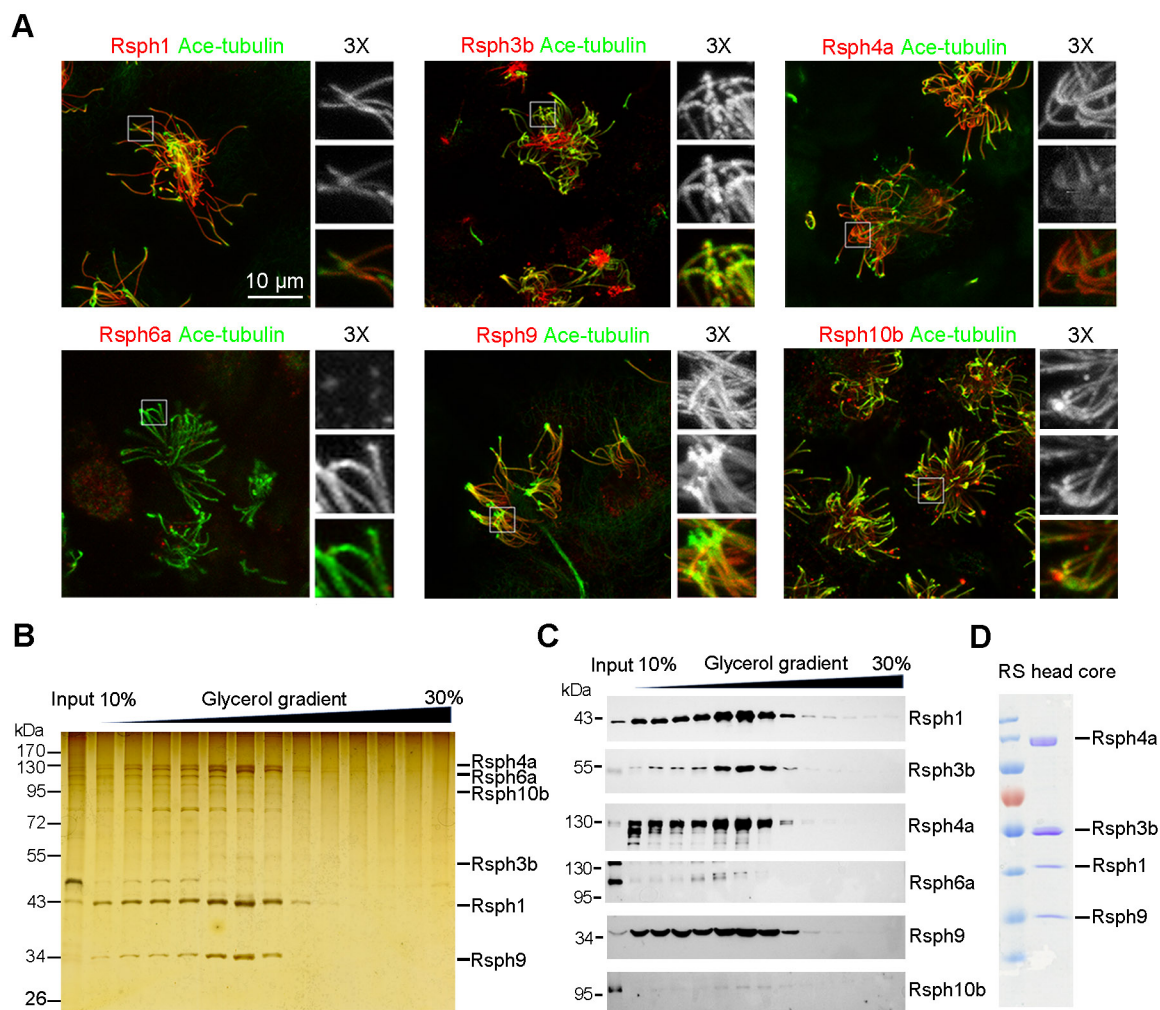 A
Rsph1 Ace-tubulin 3X
Rsph3b Ace-tubulin 3X
Rsph4a Ace-tubulin 3X
10 µm
Rsph6a Ace-tubulin 3X
Rsph9 Ace-tubulin 3X
Rsph10b Ace-tubulin 3X
B
Input 10% Glycerol gradient 30%
kDa
170
130
95
72
55
43
34
26
Rsph4a
Rsph6a
Rsph10b
Rsph3b
Rsph1
Rsph9
C
Input 10% Glycerol gradient 30%
kDa
43 Rsph1
55 Rsph3b
130 Rsph4a
130
95
Rsph6a
34 Rsph9
95 Rsph10b
D
RS head core
Rsph4a
Rsph3b
Rsph1
Rsph9